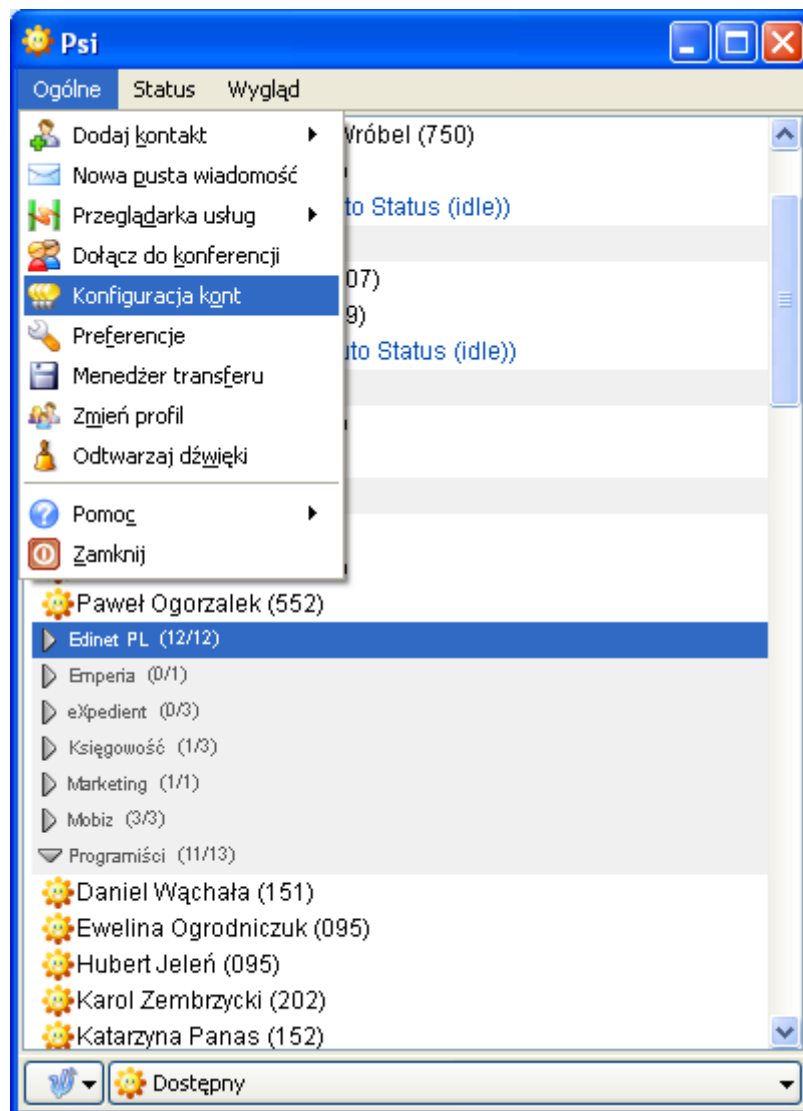 Psi
Ogólne Status Wygląd
Dodaj kontakt
Nowa pusta wiadomość
Przeglądarka usług
Dołącz do konferencji
Konfiguracja kont
Preferencje
Menedżer transferu
Zmień profil
Odtwarzaj dźwięki
Pomoc
Zamknij
(750)
Status (idle))
07)
9)
Status (idle))
Paweł Ogorzalek (552)
Edinet PL (12/12)
Emperia (0/1)
eXpedient (0/3)
Księgowość (1/3)
Marketing (1/1)
Mobiz (3/3)
Programiści (11/13)
Daniel Wąchała (151)
Ewelina Ogrodniczuk (095)
Hubert Jeleń (095)
Karol Zembrzycki (202)
Katarzyna Panas (152)
Dostępny